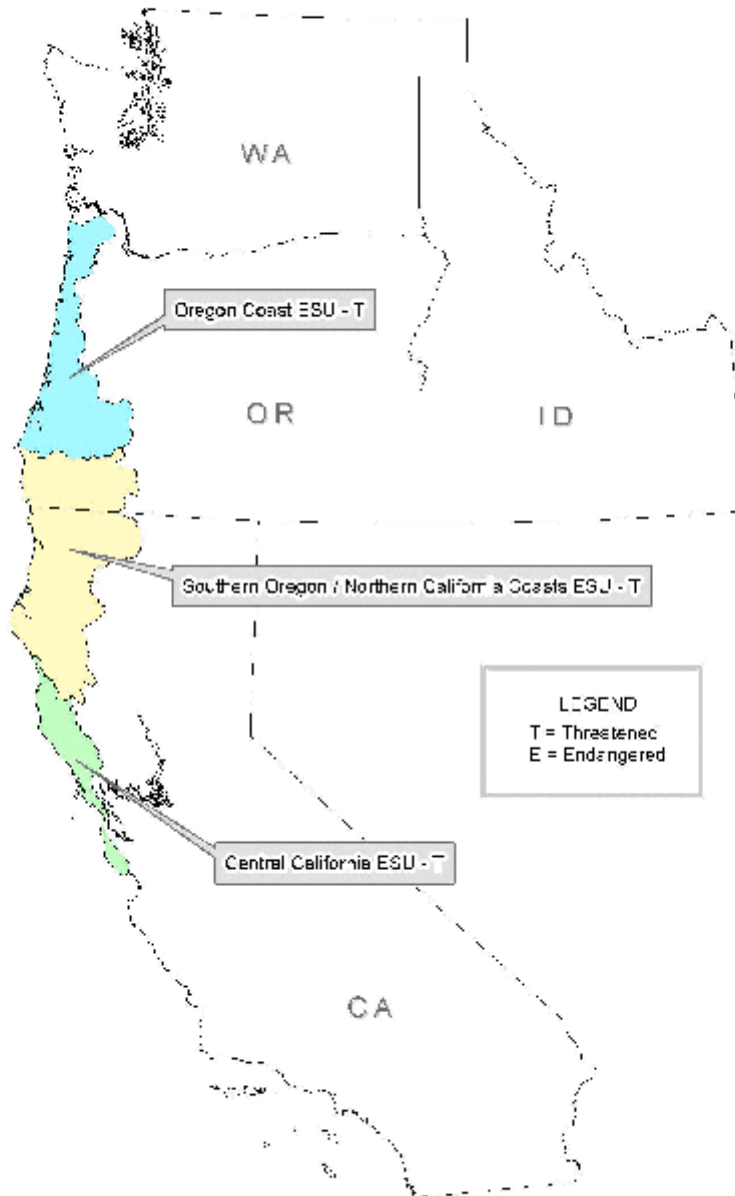 WA
Oregon Coast ESU - T
OR
ID
Southern Oregon / Northern California Coasts ESU - T
LEGEND
T = Threatened
E = Endangered
Central California ESU - T
CA